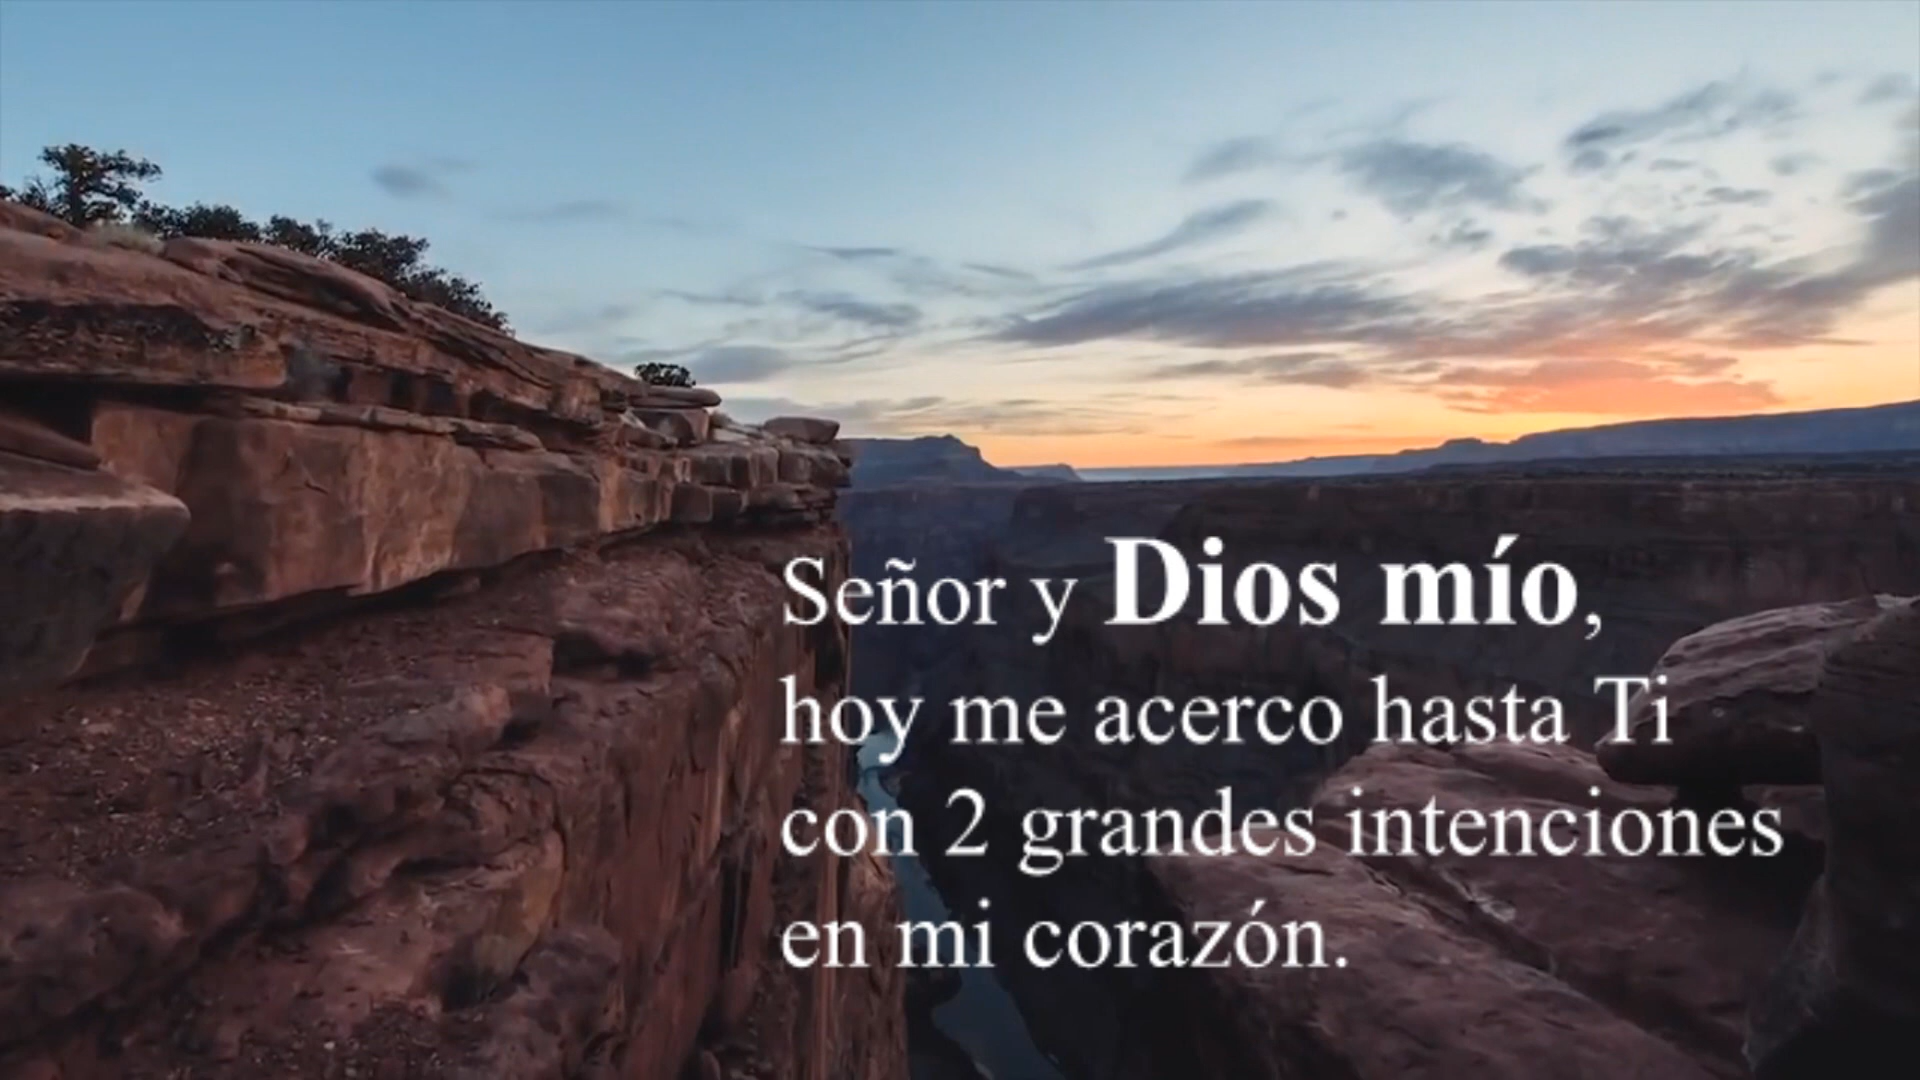 Señor y Dios mío,
hoy me acerco hasta Ti
con 2 grandes intenciones
en mi corazón.